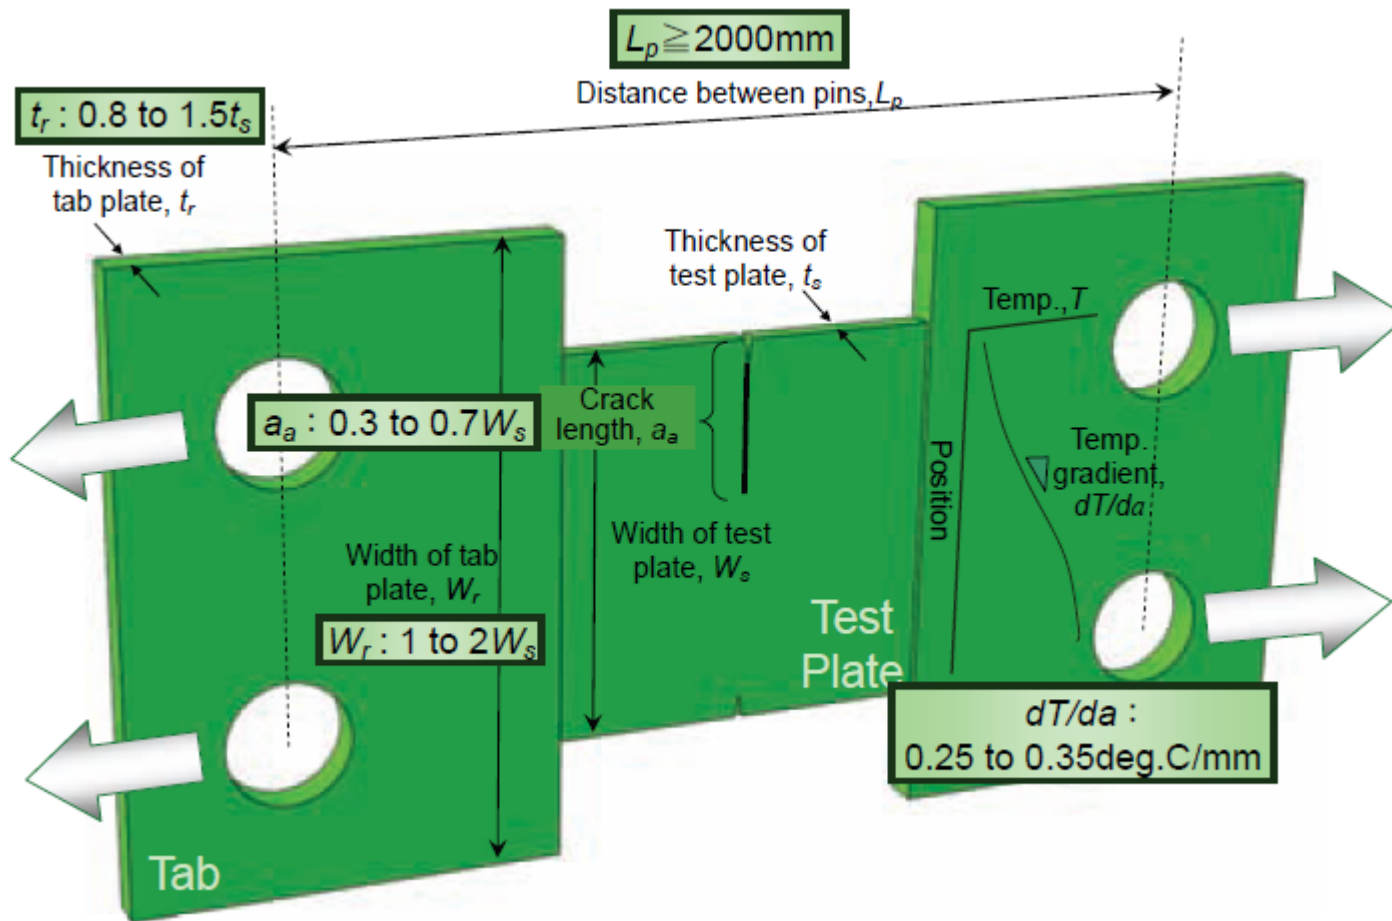 Lp≧2000mm
Distance between pins,Lp
tr : 0.8 to 1.5ts
Thickness of
tab plate, tr
Thickness of
test plate, ts
Temp.,T
aa : 0.3 to 0.7Ws
Crack
length, aa
Position
Temp.
gradient,
dT/da
Width of tab
plate, Wr
Wr : 1 to 2Ws
Width of test
plate, Ws
Test
Plate
dT/da :
0.25 to 0.35deg.C/mm
Tab